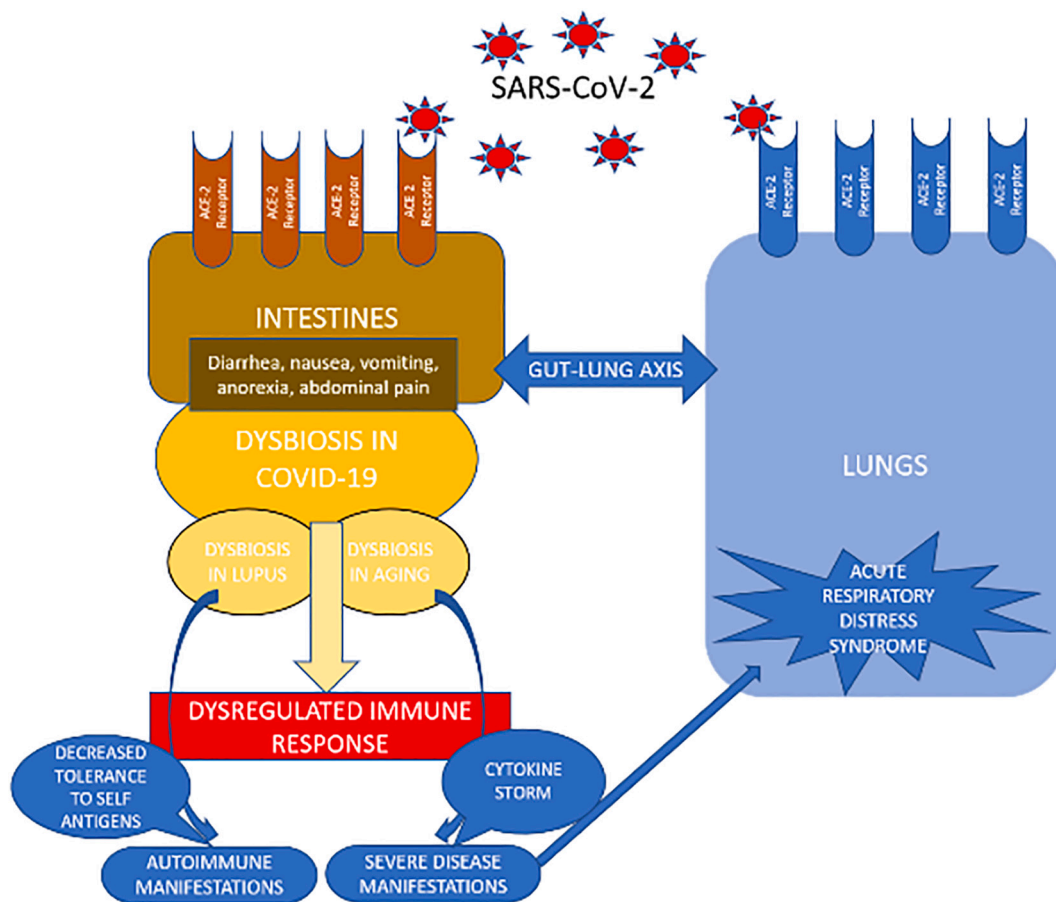 SARS-CoV-2
ACE-2
Receptor
ACE-2
Receptor
ACE-2
Receptor
ACE 2
Receptor
ACE-2
Receptor
ACE-2
Receptor
ACE-2
Receptor
ACE-2
Receptor
INTESTINES
Diarrhea, nausea, vomiting,
anorexia, abdominal pain
GUT-LUNG AXIS
DYSBIOSIS IN
COVID-19
LUNGS
DYSBIOSIS
IN LUPUS
DYSBIOSIS
IN AGING
ACUTE
RESPIRATORY
DISTRESS
SYNDROME
DYSREGULATED IMMUNE
RESPONSE
DECREASED
TOLERANCE
TO SELF
ANTIGENS
CYTOKINE
STORM
AUTOIMMUNE
MANIFESTATIONS
SEVERE DISEASE
MANIFESTATIONS